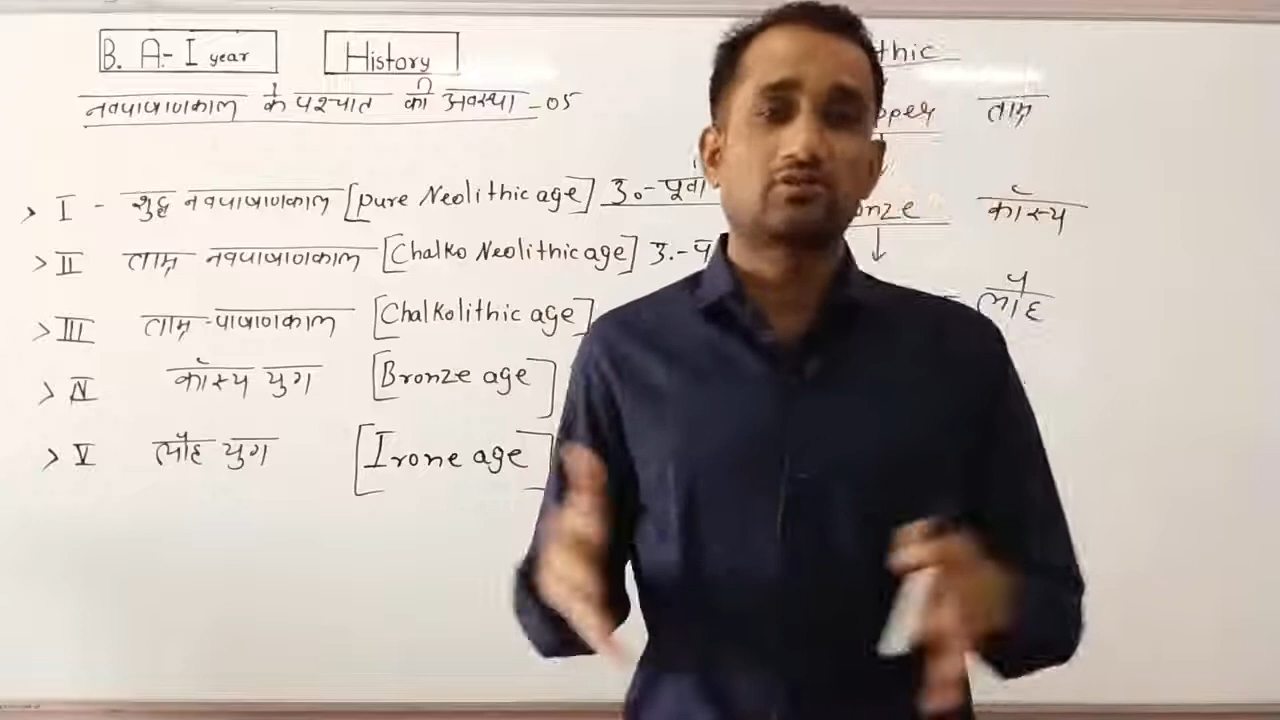 B. A.- I year
History
नवपाषाणकाल के पश्चात की अवस्था - 05
> I - शुद्ध नवपाषाणकाल [pure Neolithic age] उ.-पूर्वी
> II ताम्र नवपाषाणकाल [Chalko Neolithic age] उ.-प
> III ताम्र-पाषाणकाल [Chalkolithic age]
> IV काँस्य युग [Bronze age]
> V लौह युग [Irone age]
thic
pper ताम्र
onze काँस्य
लौह